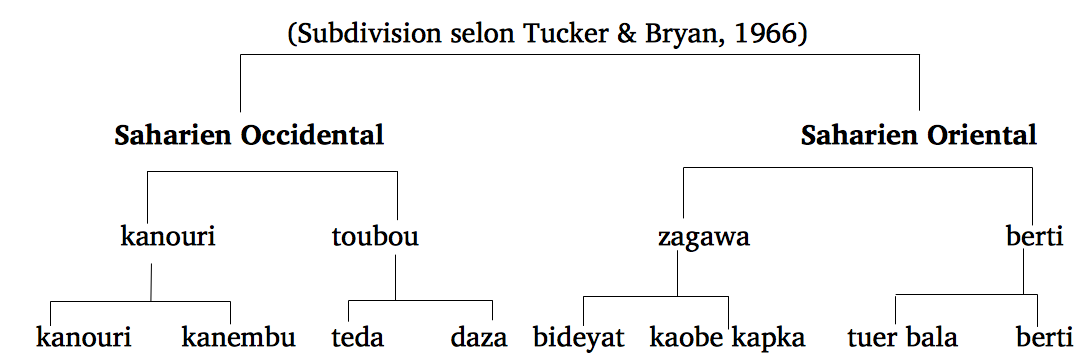 (Subdivision selon Tucker & Bryan, 1966)
Saharien Occidental Saharien Oriental
kanouri toubou zagawa berti
kanouri kanembu teda daza bideyat kaobe kapka tuer bala berti